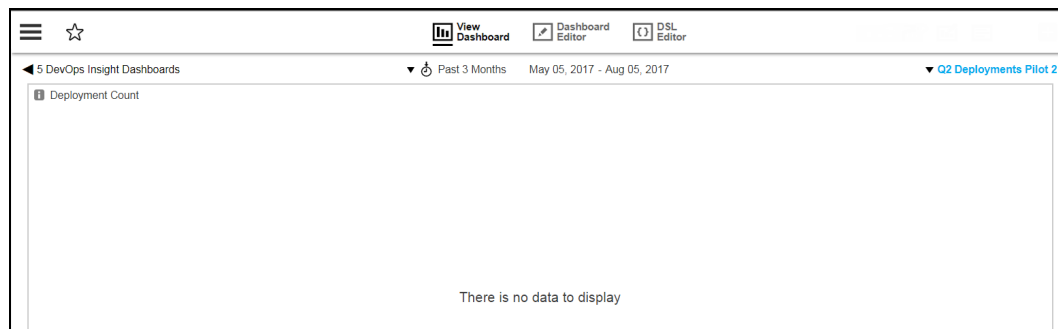 View
Dashboard
Dashboard
Editor
DSL
Editor
5 DevOps Insight Dashboards
Past 3 Months
May 05, 2017 - Aug 05, 2017
Q2 Deployments Pilot 2
Deployment Count
There is no data to display